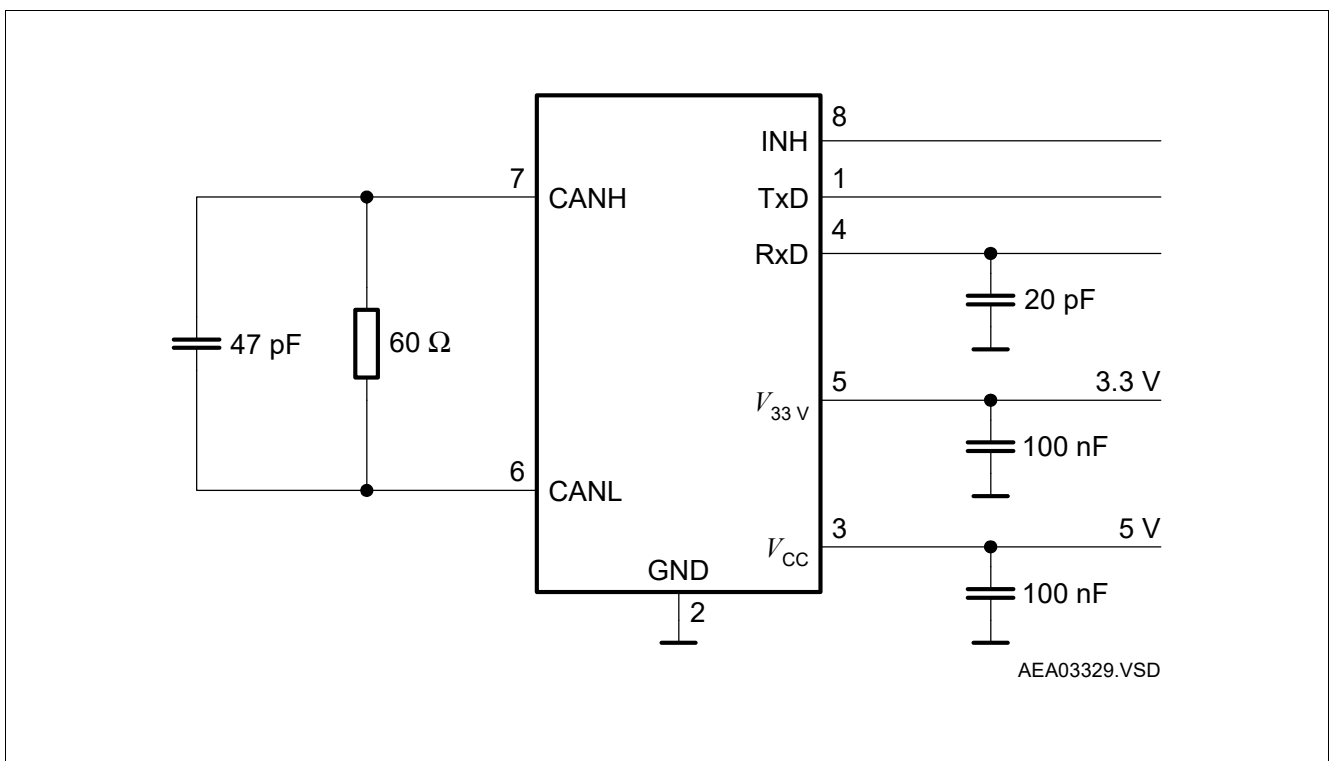 8
INH
7
1
CANH
TxD
4
RxD
20 pF
47 pF
60 Ω
5
3.3 V
V33 V
100 nF
6
CANL
3
5 V
VCC
GND
100 nF
2
AEA03329.VSD